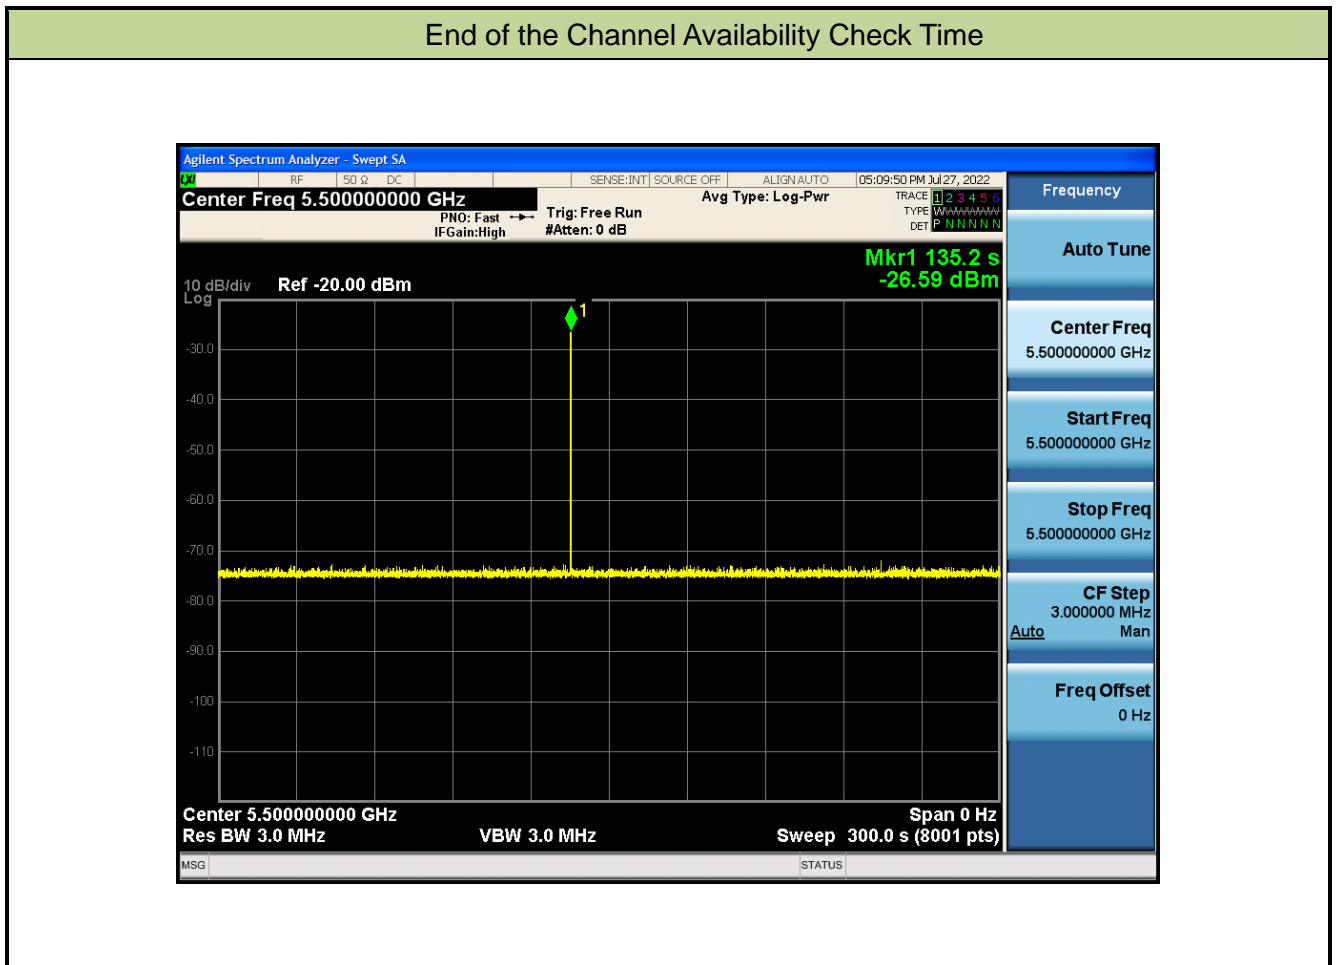 End of the Channel Availability Check Time
Agilent Spectrum Analyzer - Swept SA
LXI RF 50 Ω DC SENSE:INT SOURCE OFF ALIGN AUTO 05:09:50 PM Jul 27, 2022
Center Freq 5.500000000 GHz
PNO: Fast
IFGain:High
Trig: Free Run
#Atten: 0 dB
Avg Type: Log-Pwr
TRACE 1 2 3 4 5 6
TYPE WWWWWW
DET P N N N N N
Mkr1 135.2 s
-26.59 dBm
10 dB/div Ref -20.00 dBm
Log
1
-30.0
-40.0
-50.0
-60.0
-70.0
-80.0
-90.0
-100
-110
Center 5.500000000 GHz Span 0 Hz
Res BW 3.0 MHz VBW 3.0 MHz Sweep 300.0 s (8001 pts)
MSG STATUS
Frequency
Auto Tune
Center Freq
5.500000000 GHz
Start Freq
5.500000000 GHz
Stop Freq
5.500000000 GHz
CF Step
3.000000 MHz
Auto Man
Freq Offset
0 Hz